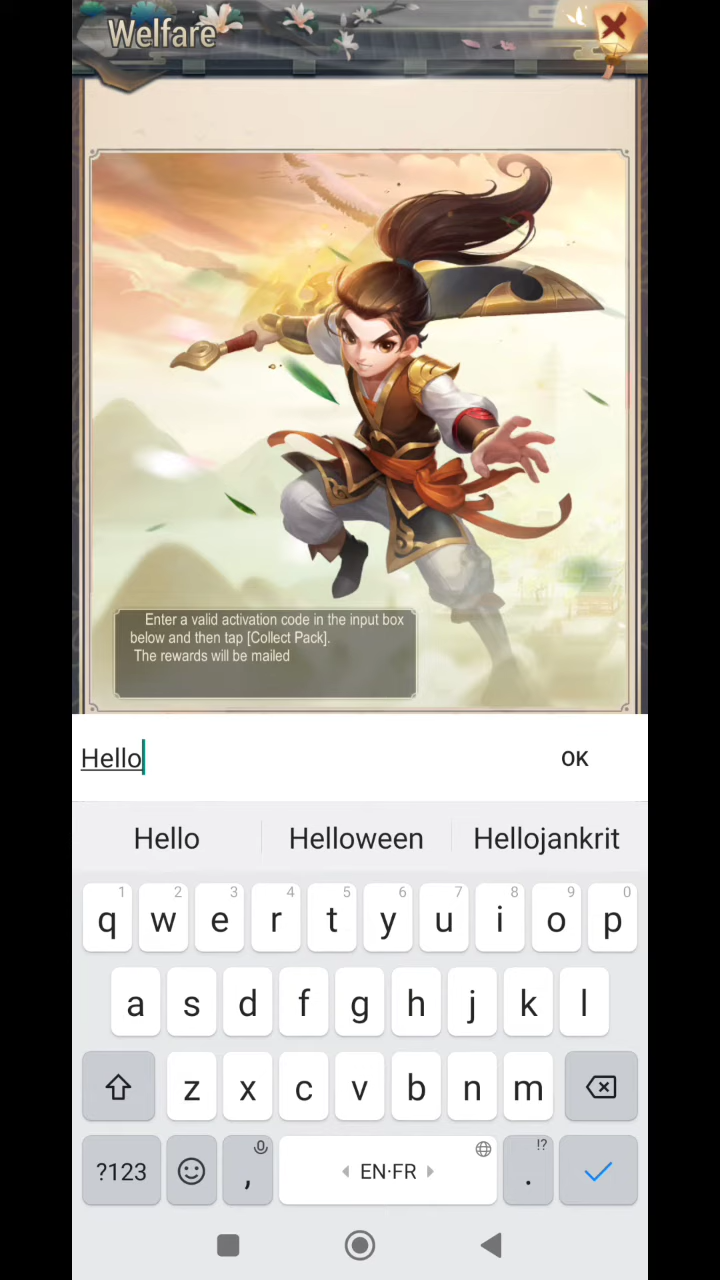 Welfare
Enter a valid activation code in the input box
below and then tap [Collect Pack].
The rewards will be mailed
Hello
OK
Hello Helloween Hellojankrit
1 2 3 4 5 6 7 8 9 0
q w e r t y u i o p
a s d f g h j k l
z x c v b n m
?123 , EN·FR . !?